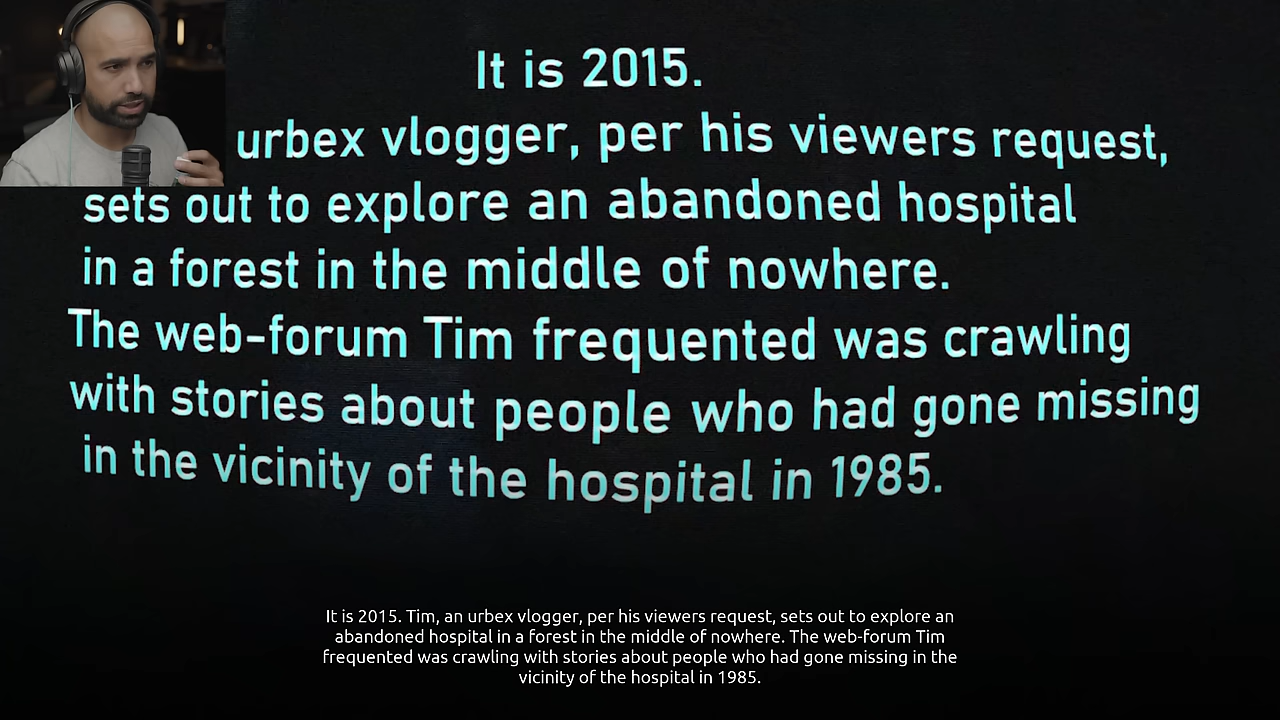 It is 2015.
urbex vlogger, per his viewers request,
sets out to explore an abandoned hospital
in a forest in the middle of nowhere.
The web-forum Tim frequented was crawling
with stories about people who had gone missing
in the vicinity of the hospital in 1985.
It is 2015. Tim, an urbex vlogger, per his viewers request, sets out to explore an
abandoned hospital in a forest in the middle of nowhere. The web-forum Tim
frequented was crawling with stories about people who had gone missing in the
vicinity of the hospital in 1985.